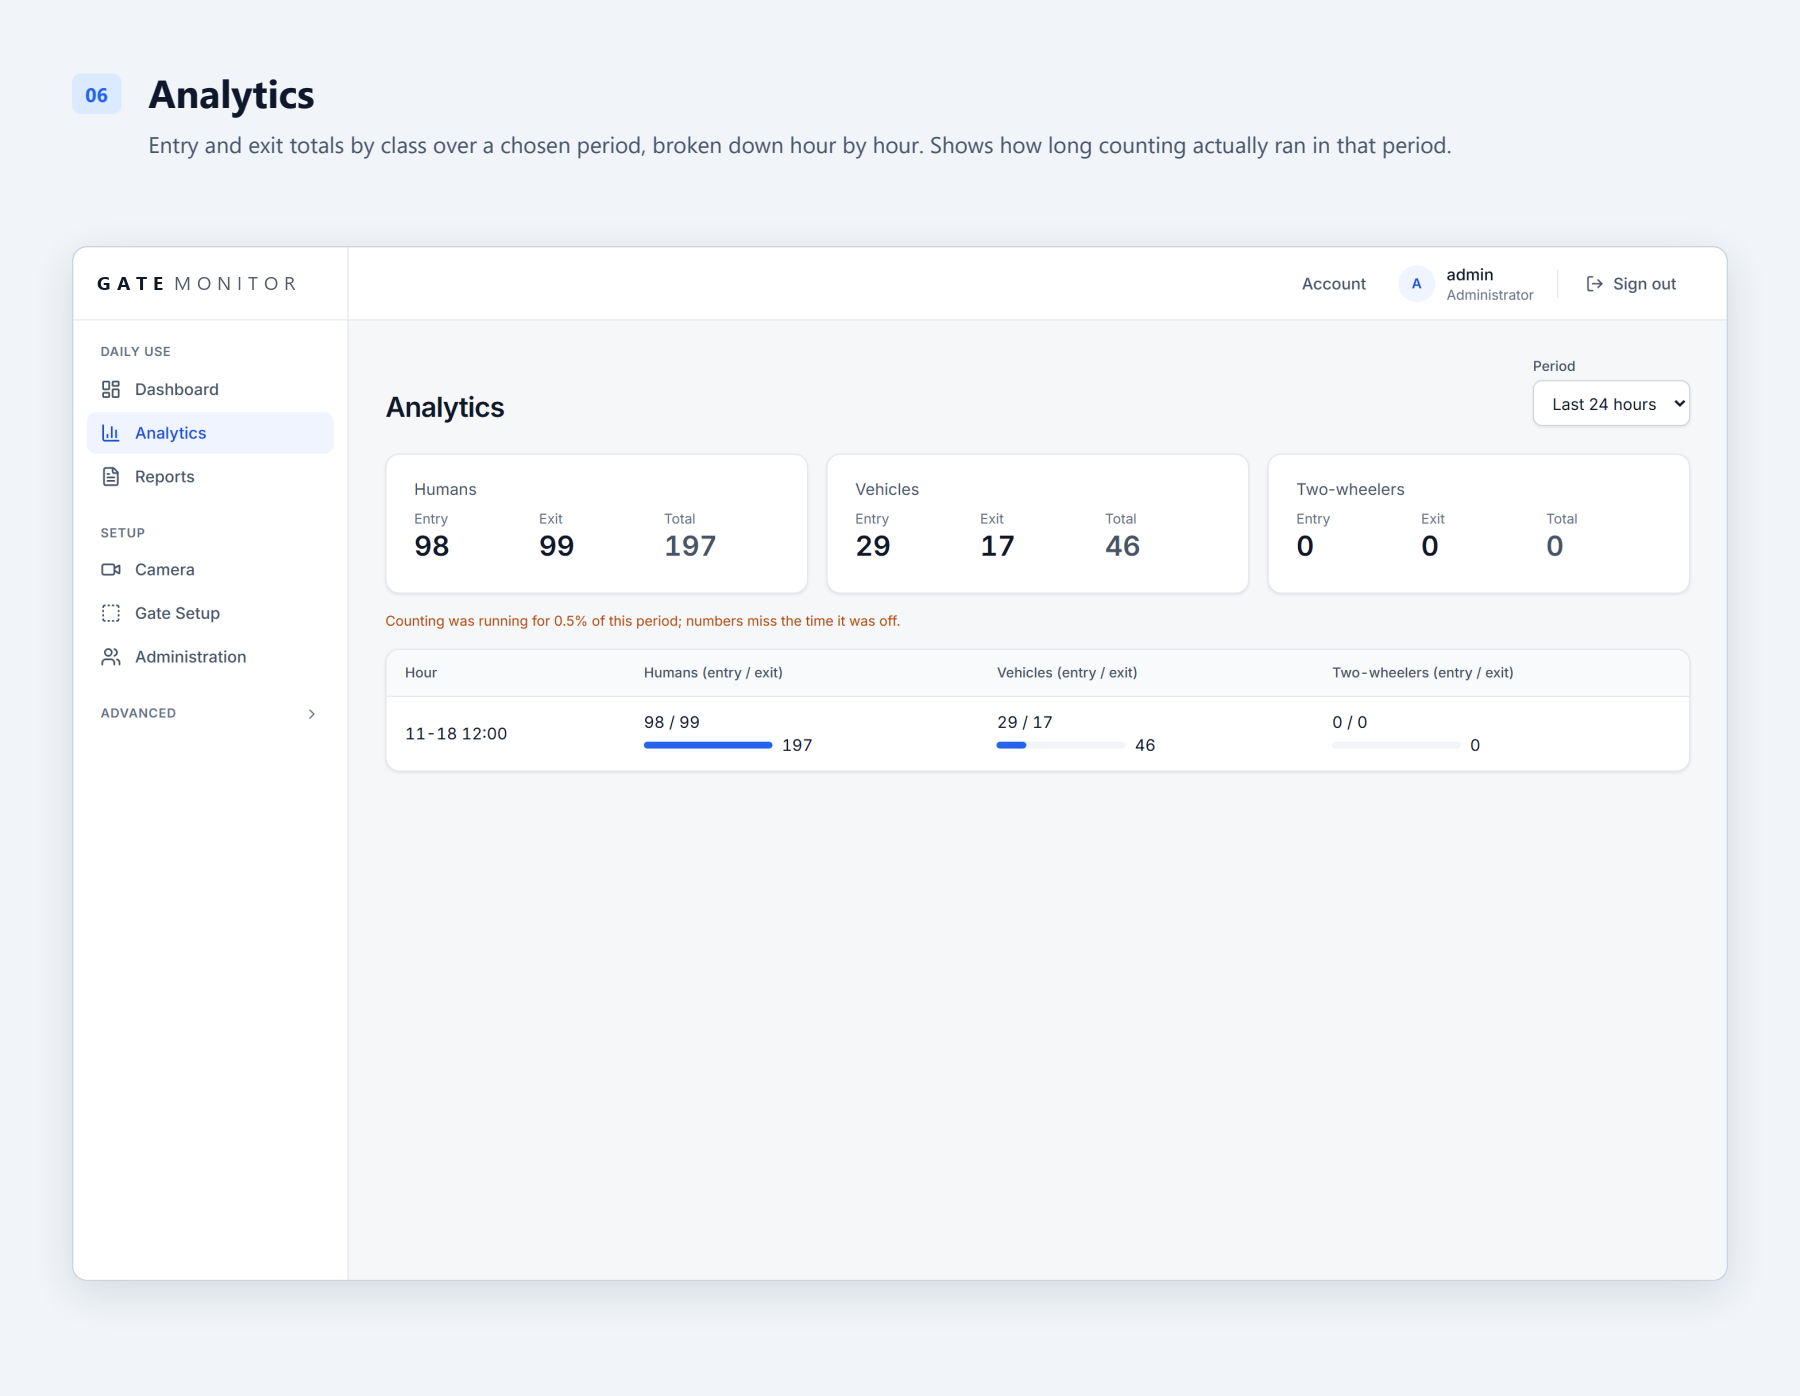 06
Analytics
Entry and exit totals by class over a chosen period, broken down hour by hour. Shows how long counting actually ran in that period.
GATE MONITOR
Account
A
admin
Administrator
Sign out
DAILY USE
Dashboard
Analytics
Reports
SETUP
Camera
Gate Setup
Administration
ADVANCED
Analytics
Period
Last 24 hours
Humans
Entry Exit Total
98 99 197
Vehicles
Entry Exit Total
29 17 46
Two-wheelers
Entry Exit Total
0 0 0
Counting was running for 0.5% of this period; numbers miss the time it was off.
Hour Humans (entry / exit) Vehicles (entry / exit) Two-wheelers (entry / exit)
11-18 12:00
98 / 99
197
29 / 17
46
0 / 0
0